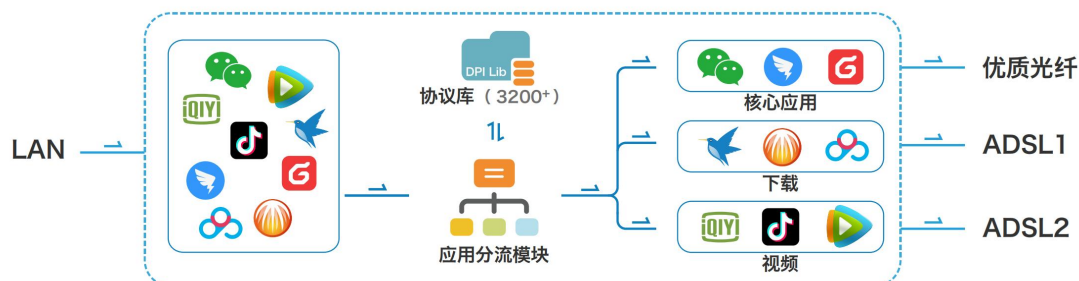 LAN
iQIYI
DPI Lib
协议库（3200+）
应用分流模块
核心应用
下载
iQIYI
视频
优质光纤
ADSL1
ADSL2